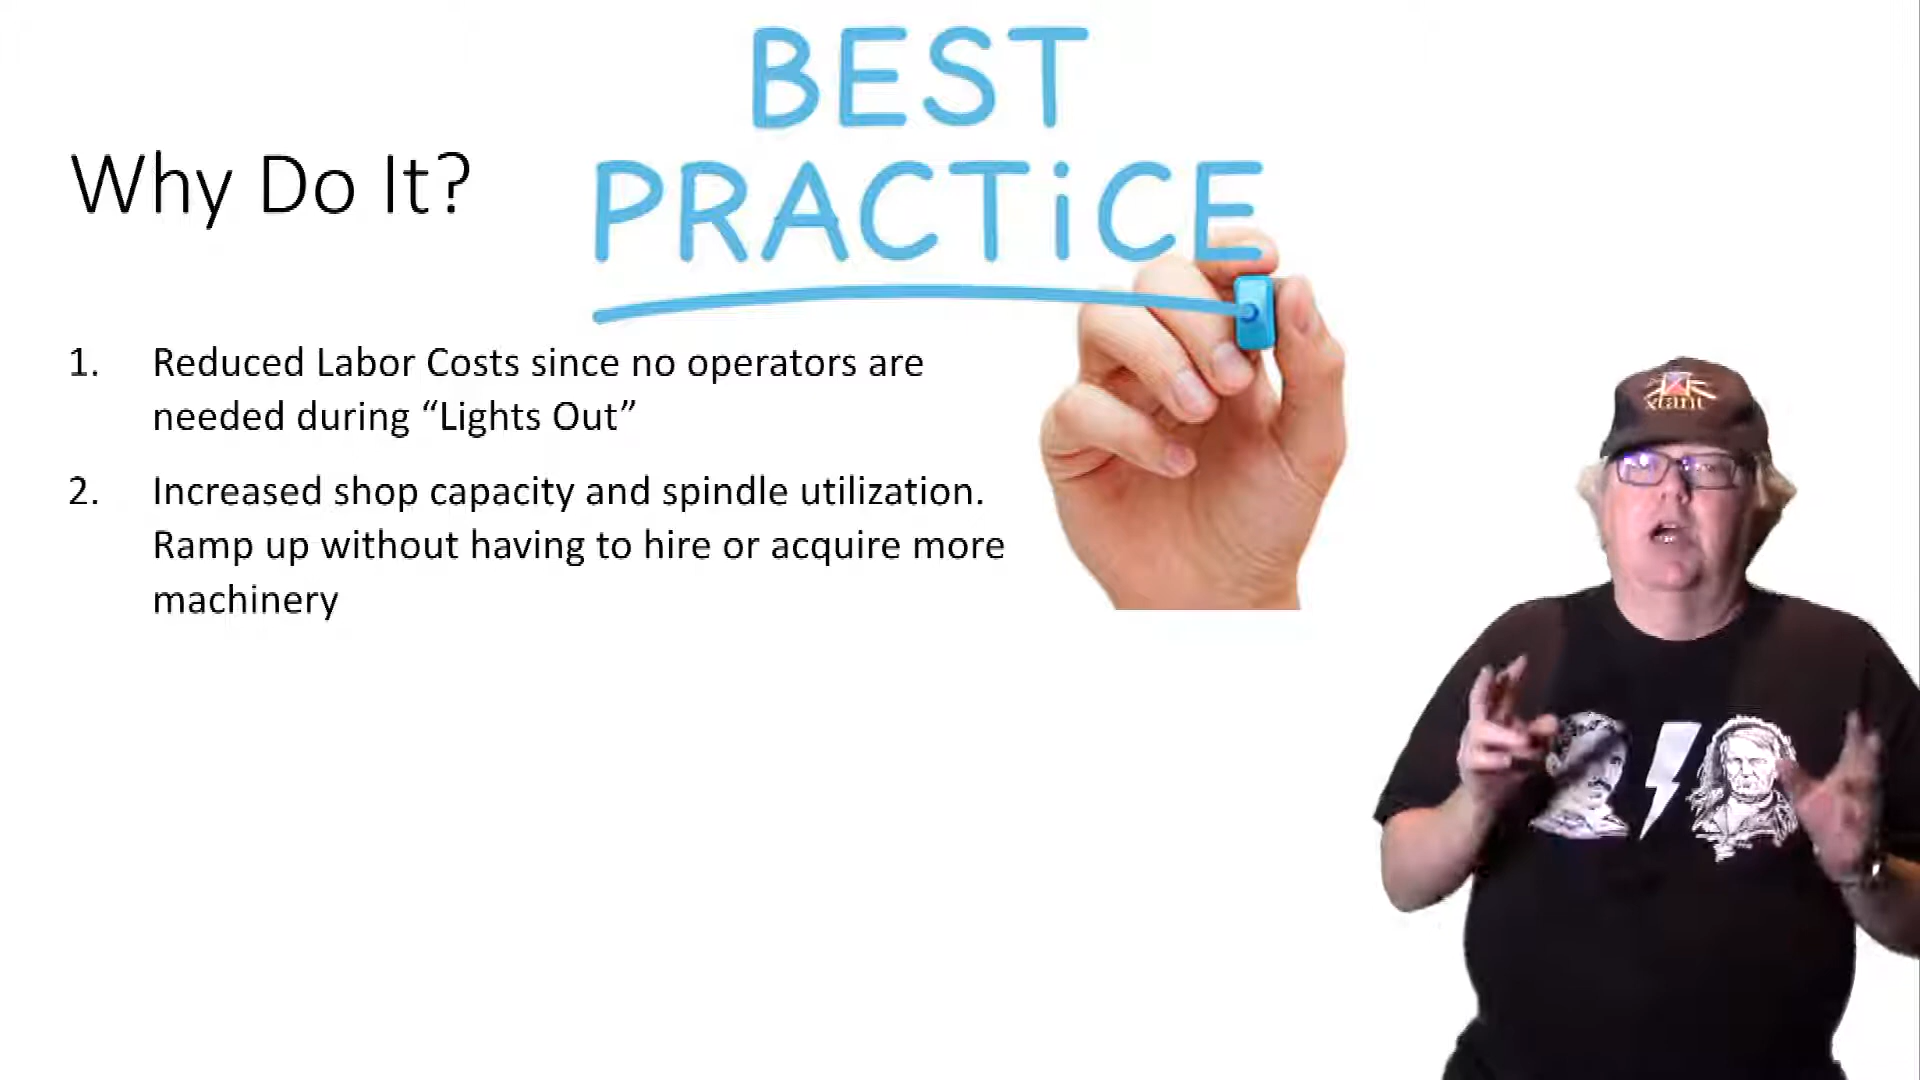 BEST
PRACTiCE
Why Do It?
1. Reduced Labor Costs since no operators are
needed during “Lights Out”
2. Increased shop capacity and spindle utilization.
Ramp up without having to hire or acquire more
machinery
xtant